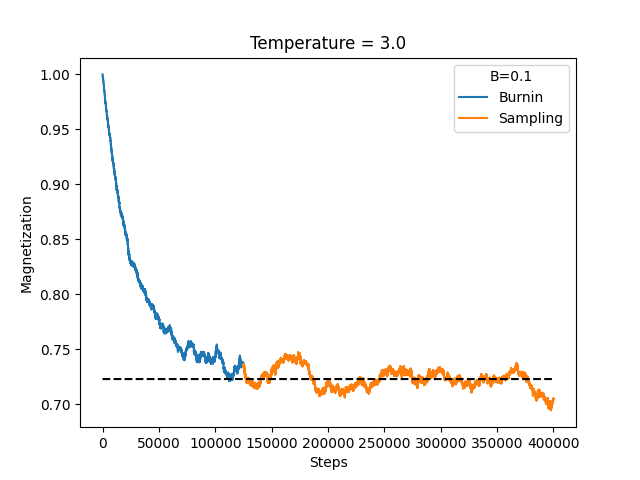 Temperature = 3.0
B=0.1
Burnin
Sampling
Magnetization
1.00
0.95
0.90
0.85
0.80
0.75
0.70
0 50000 100000 150000 200000 250000 300000 350000 400000
Steps